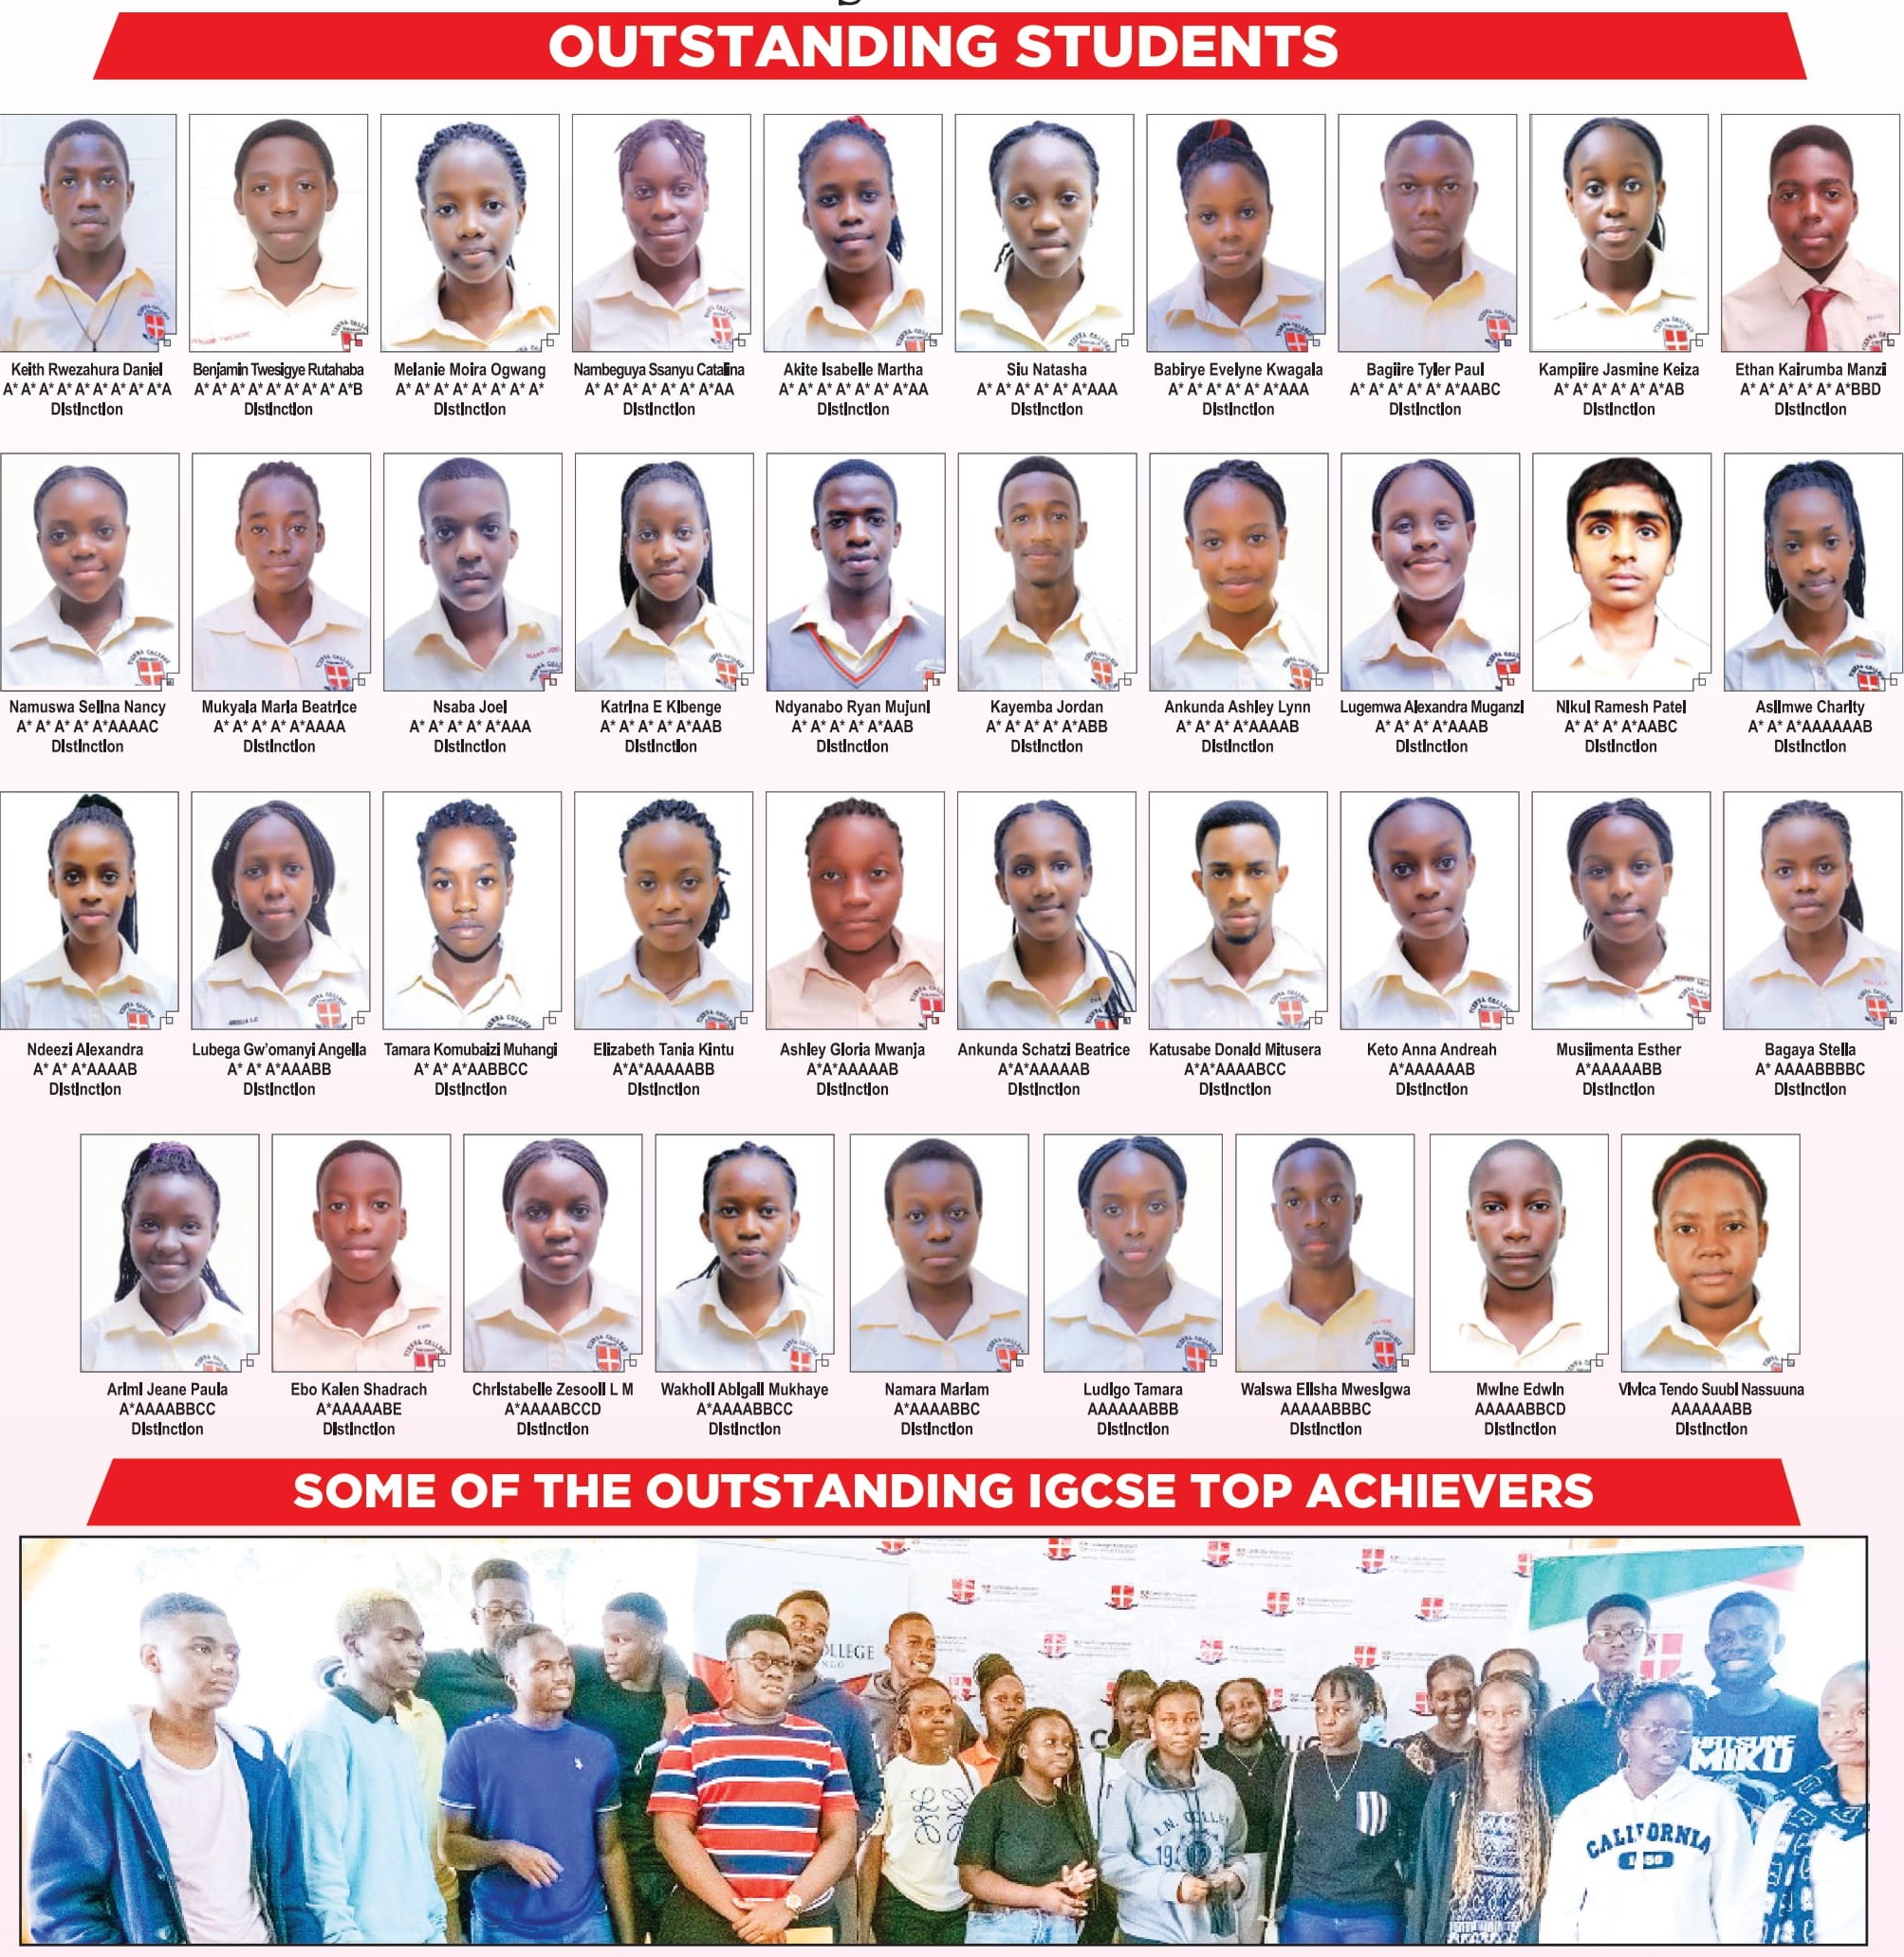 OUTSTANDING STUDENTS
Keith Rwezahura Daniel
A* A* A* A* A* A* A* A* A*A
Distinction
Benjamin Twesigye Rutahaba
A* A* A* A* A* A* A* A* A*B
Distinction
Melanie Moira Ogwang
A* A* A* A* A* A* A* A*
Distinction
Nambeguya Ssanyu Catalina
A* A* A* A* A* A* A*AA
Distinction
Akite Isabelle Martha
A* A* A* A* A* A* A*AA
Distinction
Siu Natasha
A* A* A* A* A* A*AAA
Distinction
Babirye Evelyne Kwagala
A* A* A* A* A* A*AAA
Distinction
Bagiire Tyler Paul
A* A* A* A* A* A*AABC
Distinction
Kampiire Jasmine Keiza
A* A* A* A* A* A*AB
Distinction
Ethan Kairumba Manzi
A* A* A* A* A* A*BBD
Distinction
Namuswa Selina Nancy
A* A* A* A* A*AAAAC
Distinction
Mukyala Maria Beatrice
A* A* A* A* A*AAAA
Distinction
Nsaba Joel
A* A* A* A* A*AAA
Distinction
Katrina E Kibenge
A* A* A* A* A*AAB
Distinction
Ndyanabo Ryan Mujuni
A* A* A* A* A*AAB
Distinction
Kayemba Jordan
A* A* A* A* A*ABB
Distinction
Ankunda Ashley Lynn
A* A* A* A*AAAAB
Distinction
Lugemwa Alexandra Muganzi
A* A* A* A*AAAB
Distinction
Nikul Ramesh Patel
A* A* A* A*AABC
Distinction
Asiimwe Charity
A* A* A*AAAAAAB
Distinction
Ndeezi Alexandra
A* A* A*AAAAB
Distinction
Lubega Gw'omanyi Angella
A* A* A*AAABB
Distinction
Tamara Komubaizi Muhangi
A* A* A*AABBCC
Distinction
Elizabeth Tania Kintu
A*A*AAAAABB
Distinction
Ashley Gloria Mwanja
A*A*AAAAAB
Distinction
Ankunda Schatzi Beatrice
A*A*AAAAAB
Distinction
Katusabe Donald Mitusera
A*A*AAAABCC
Distinction
Keto Anna Andreah
A*AAAAAAB
Distinction
Musiimenta Esther
A*AAAAABB
Distinction
Bagaya Stella
A* AAAABBBBC
Distinction
Arimi Jeane Paula
A*AAAABBCC
Distinction
Ebo Kalen Shadrach
A*AAAAABE
Distinction
Christabelle Zesooli L M
A*AAAABCCD
Distinction
Wakholi Abigail Mukhaye
A*AAAABBCC
Distinction
Namara Mariam
A*AAAABBC
Distinction
Ludigo Tamara
AAAAAABBB
Distinction
Waiswa Elisha Mwesigwa
AAAAABBBC
Distinction
Mwine Edwin
AAAAABBCD
Distinction
Vivica Tendo Suubi Nassuuna
AAAAAABB
Distinction
SOME OF THE OUTSTANDING IGCSE TOP ACHIEVERS
HATSUNE
MIKU
CALIFORNIA